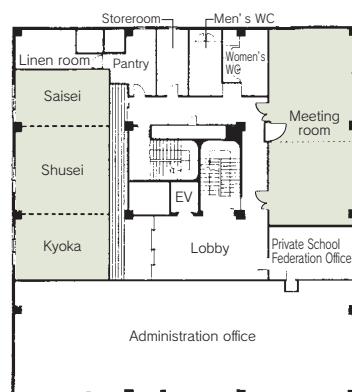 Storeroom
Men's WC
Linen room
Pantry
Women's
WC
Saisei
Meeting
room
Shusei
EV
Kyoka
Lobby
Private School
Federation Office
Administration office